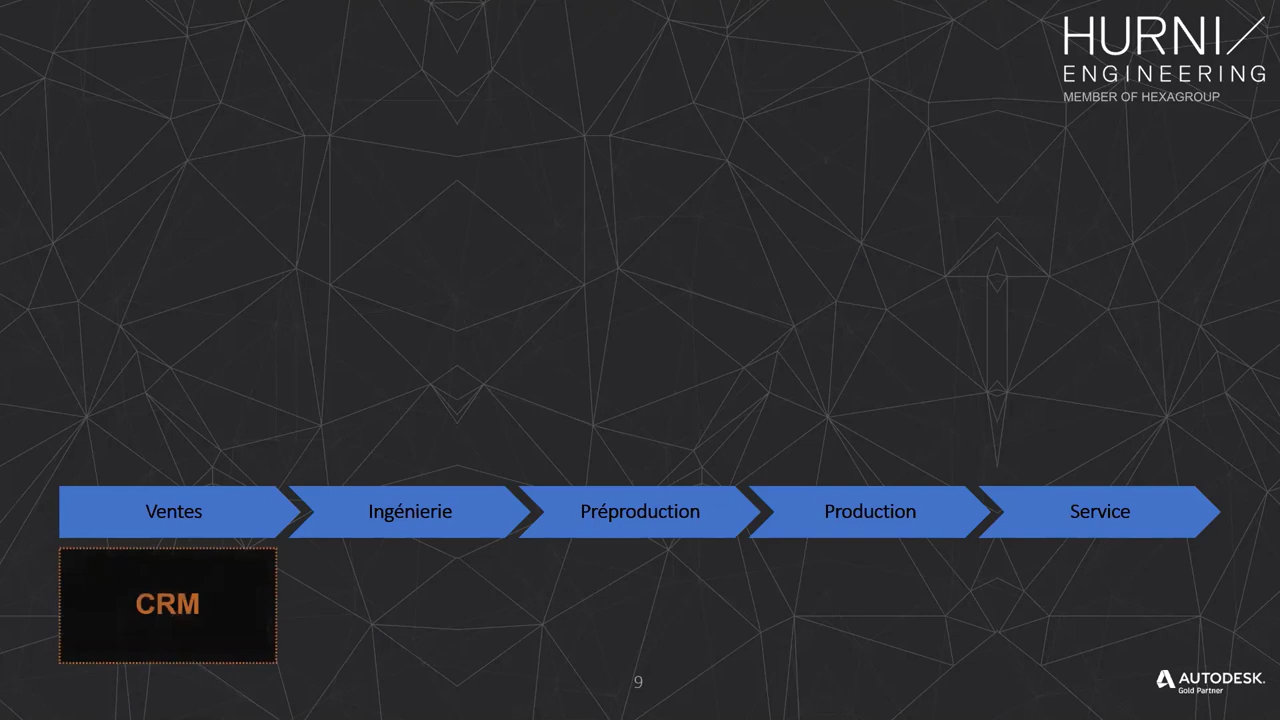 HURNI/
ENGINEERING
MEMBER OF HEXAGROUP
Ventes
Ingénierie
Préproduction
Production
Service
CRM
9
AUTODESK.
Gold Partner